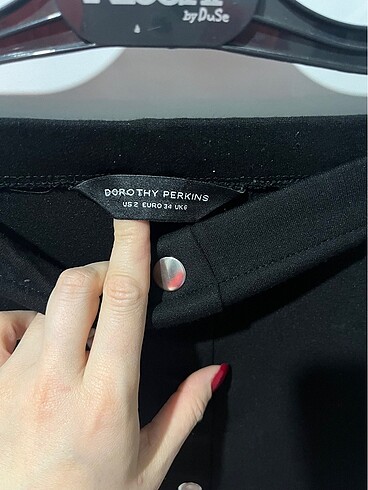 by DuSe
DOROTHY PERKINS
US 2 EURO 34 UK 6